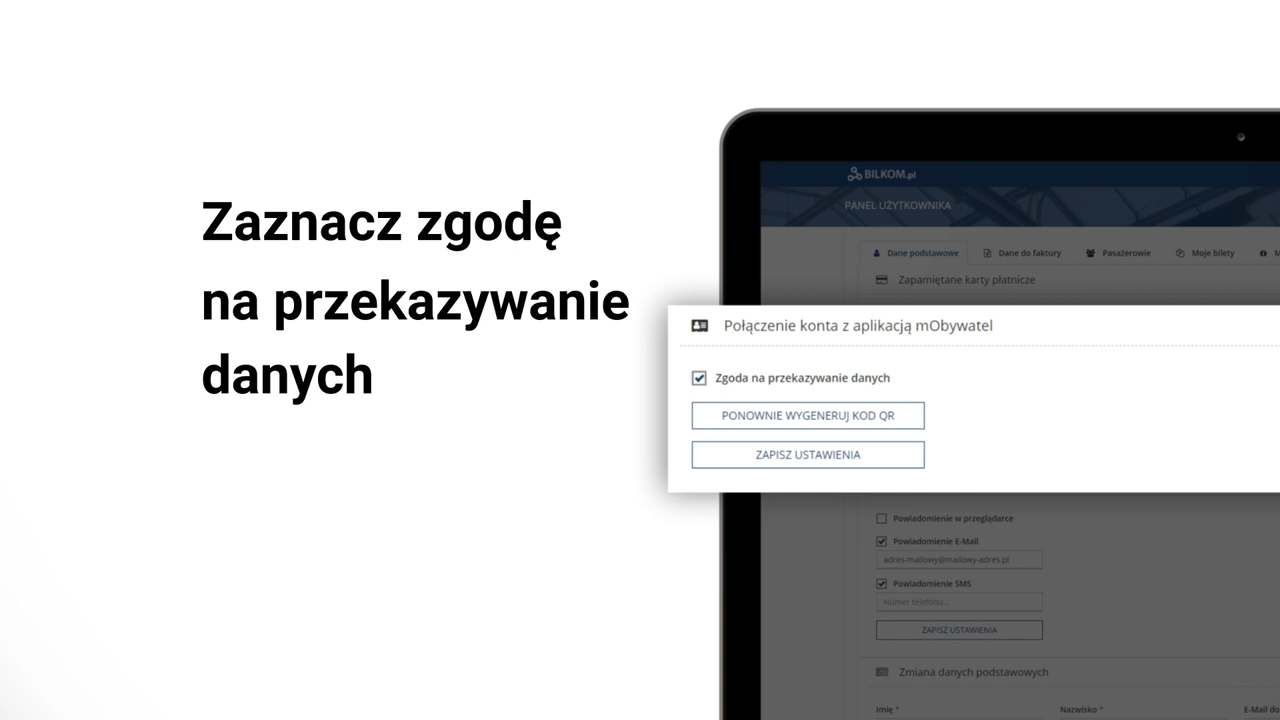 Zaznacz zgodę
na przekazywanie
danych
BILKOM.pl
PANEL UŻYTKOWNIKA
Dane podstawowe
Dane do faktury
Pasażerowie
Moje bilety
Zapamiętane karty płatnicze
Połączenie konta z aplikacją mObywatel
Zgoda na przekazywanie danych
PONOWNIE WYGENERUJ KOD QR
ZAPISZ USTAWIENIA
Powiadomienie w przeglądarce
Powiadomienie E-Mail
adres-mailowy@mailowy-adres.pl
Powiadomienie SMS
Numer telefonu...
ZAPISZ USTAWIENIA
Zmiana danych podstawowych
Imię * Nazwisko * E-Mail do